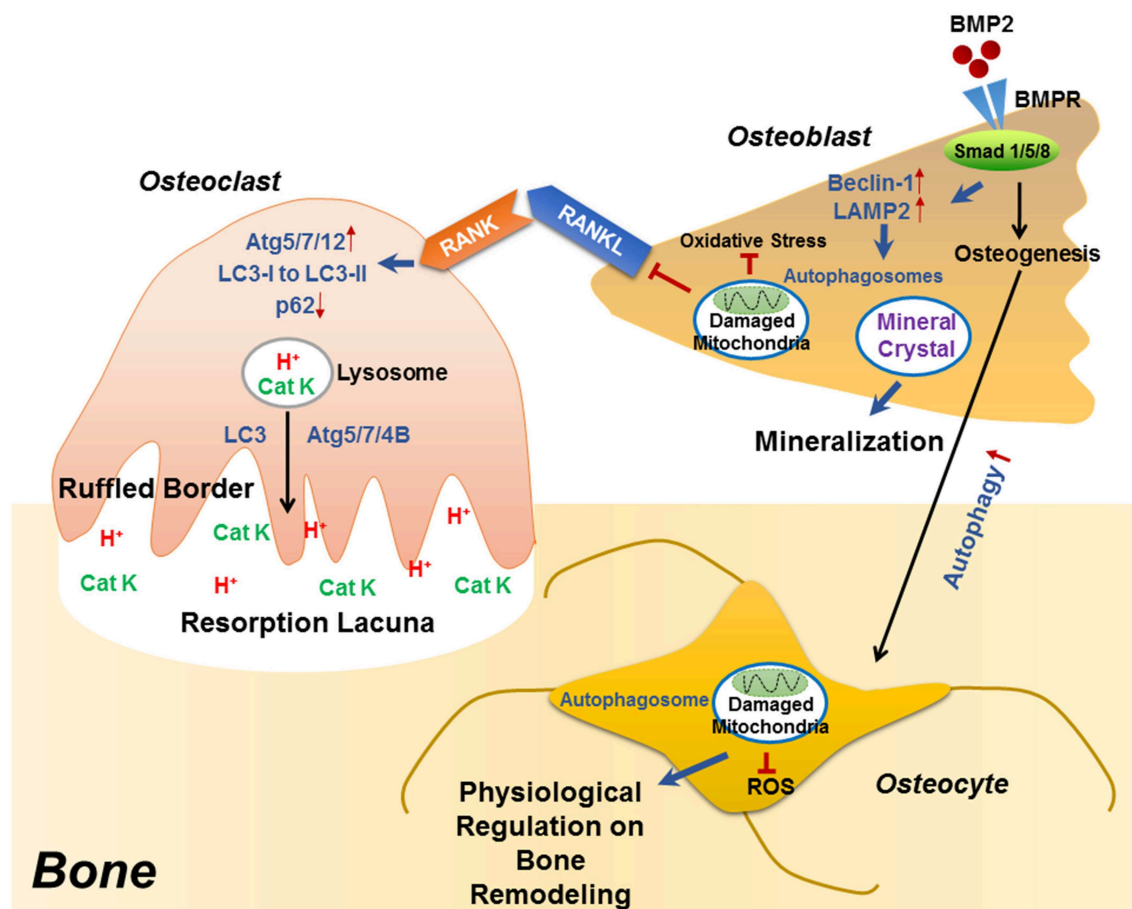 BMP2
BMPR
Osteoblast
Smad 1/5/8
Beclin-1
LAMP2
Oxidative Stress
Osteogenesis
Autophagosomes
Damaged
Mitochondria
Mineral
Crystal
Mineralization
RANKL
RANK
Osteoclast
Atg5/7/12
LC3-I to LC3-II
p62
H⁺
Cat K
Lysosome
LC3
Atg5/7/4B
Ruffled Border
H⁺
Cat K
H⁺
H⁺
Cat K
H⁺
Cat K
H⁺
Cat K
Resorption Lacuna
Autophagy
Autophagosome
Damaged
Mitochondria
ROS
Osteocyte
Physiological
Regulation on
Bone
Remodeling
Bone